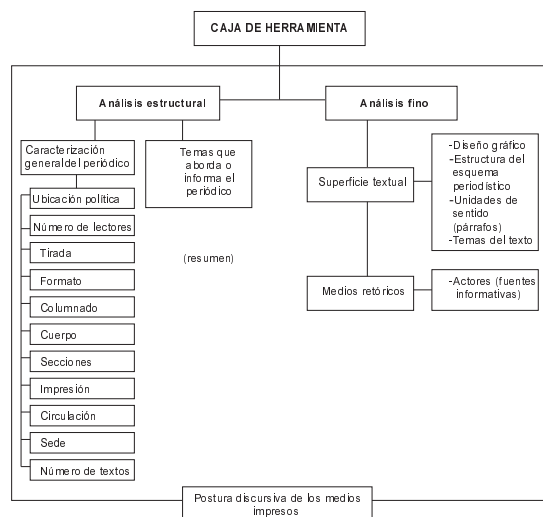 CAJA DE HERRAMIENTA
Análisis estructural
Análisis fino
Caracterización
general del periódico
Temas que
aborda o
informa el
periódico
(resumen)
Ubicación política
Número de lectores
Tirada
Formato
Columnado
Cuerpo
Secciones
Impresión
Circulación
Sede
Número de textos
Superficie textual
-Diseño gráfico
-Estructura del
esquema
periodístico
-Unidades de
sentido
(párrafos)
-Temas del texto
Medios retóricos
-Actores (fuentes
informativas)
Postura discursiva de los medios
impresos